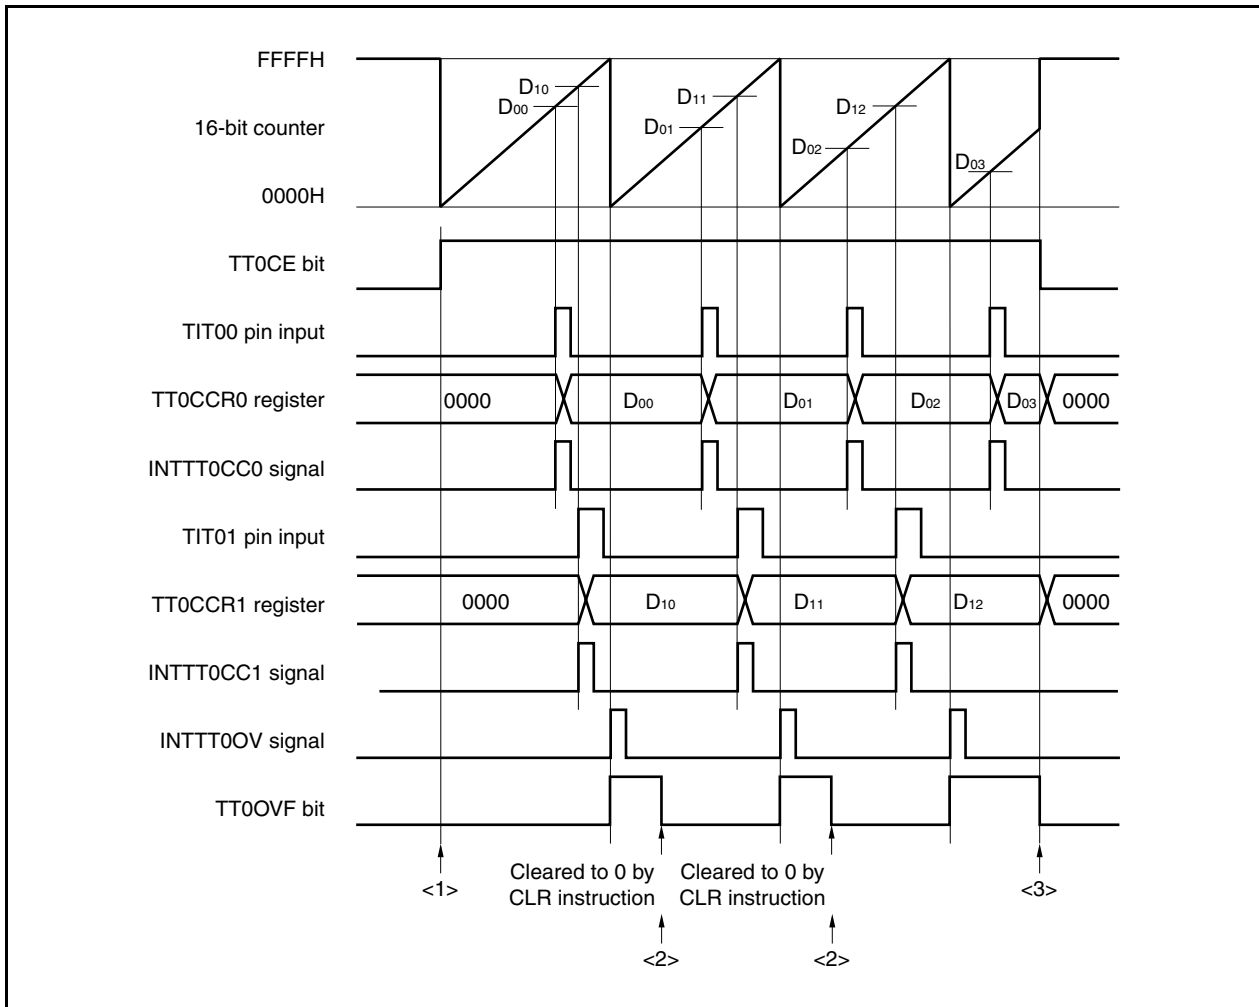 FFFFH
D10
D00
D11
D01
D12
D02
D03
16-bit counter
0000H
TT0CE bit
TIT00 pin input
TT0CCR0 register
0000
D00
D01
D02
D03
0000
INTTT0CC0 signal
TIT01 pin input
TT0CCR1 register
0000
D10
D11
D12
0000
INTTT0CC1 signal
INTTT0OV signal
TT0OVF bit
<1>
Cleared to 0 by
CLR instruction
<2>
Cleared to 0 by
CLR instruction
<2>
<3>